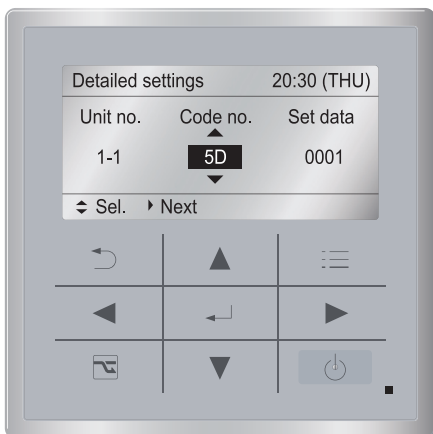 Detailed settings 20:30 (THU)
Unit no. Code no. Set data
1-1 5D 0001
Sel. Next